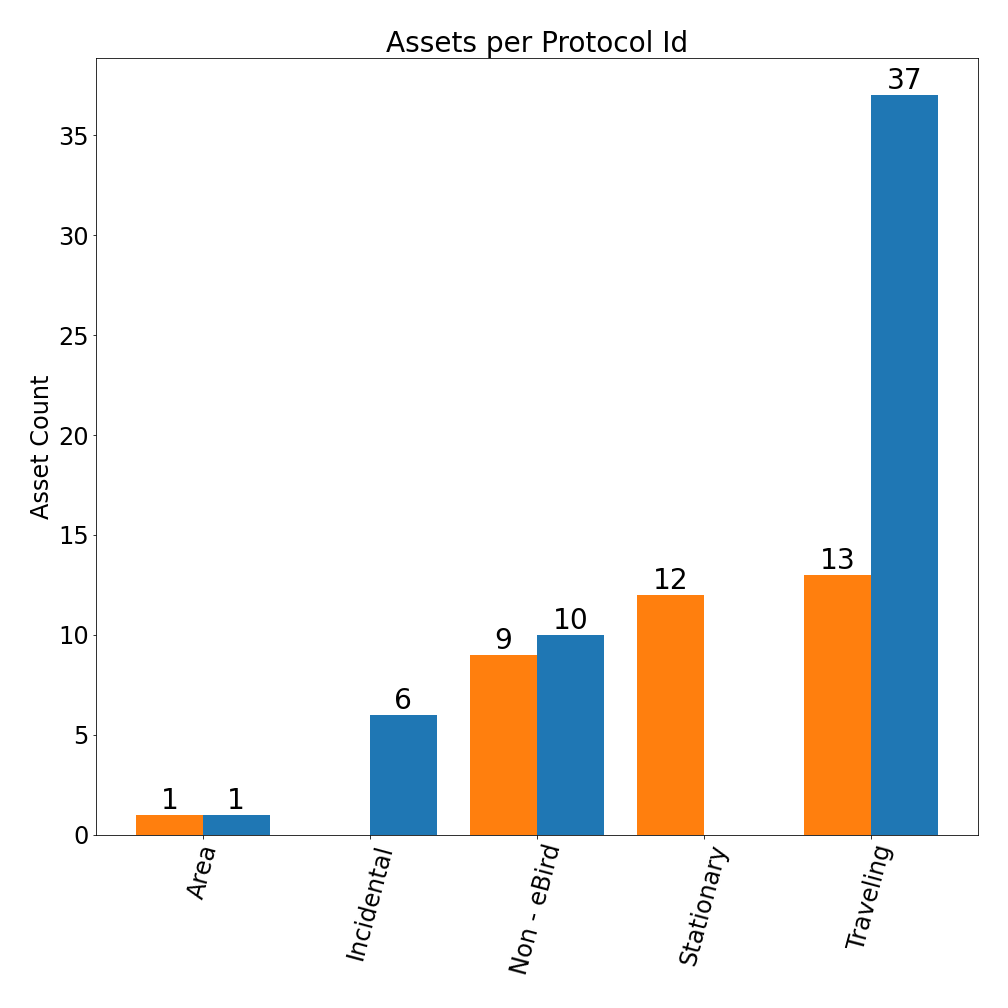 Assets per Protocol Id
Asset Count
35
30
25
20
15
10
5
0
1
1
6
9
10
12
13
37
Area
Incidental
Non - eBird
Stationary
Traveling